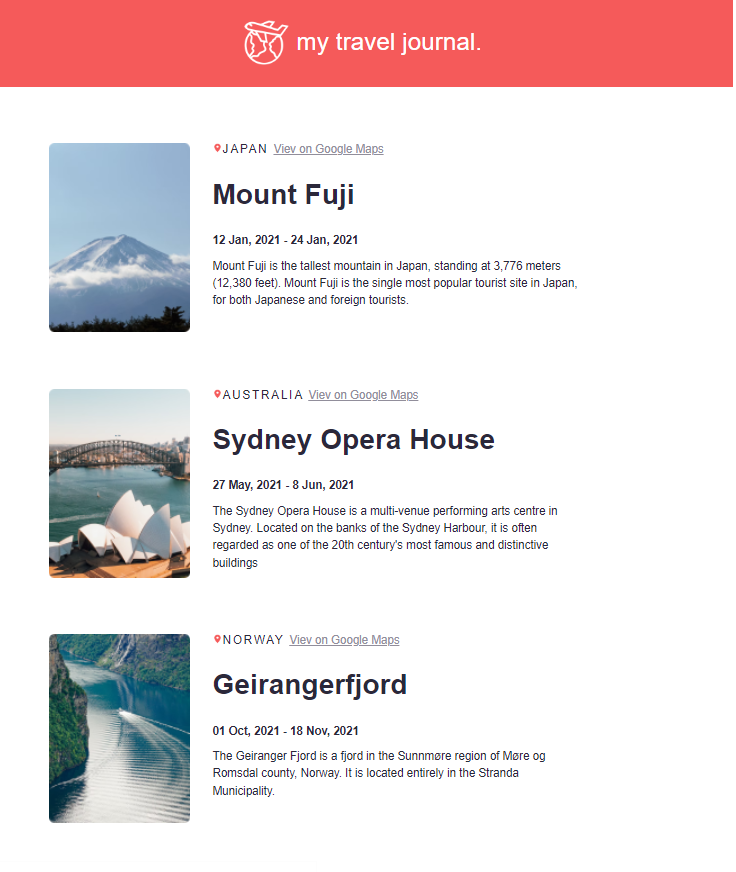 my travel journal.
JAPAN Viev on Google Maps
Mount Fuji
12 Jan, 2021 - 24 Jan, 2021
Mount Fuji is the tallest mountain in Japan, standing at 3,776 meters
(12,380 feet). Mount Fuji is the single most popular tourist site in Japan,
for both Japanese and foreign tourists.
AUSTRALIA Viev on Google Maps
Sydney Opera House
27 May, 2021 - 8 Jun, 2021
The Sydney Opera House is a multi-venue performing arts centre in
Sydney. Located on the banks of the Sydney Harbour, it is often
regarded as one of the 20th century's most famous and distinctive
buildings
NORWAY Viev on Google Maps
Geirangerfjord
01 Oct, 2021 - 18 Nov, 2021
The Geiranger Fjord is a fjord in the Sunnmøre region of Møre og
Romsdal county, Norway. It is located entirely in the Stranda
Municipality.